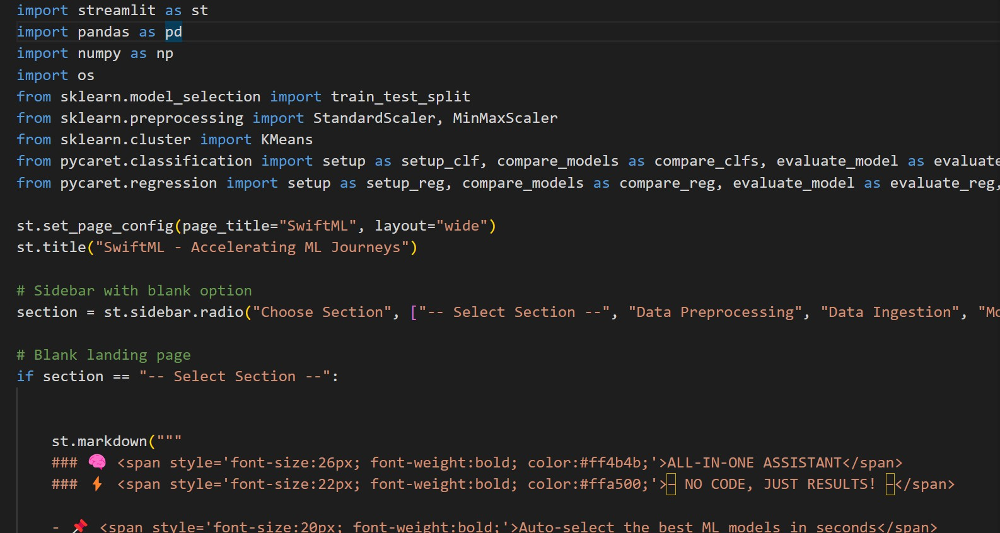 import streamlit as st
import pandas as pd
import numpy as np
import os
from sklearn.model_selection import train_test_split
from sklearn.preprocessing import StandardScaler, MinMaxScaler
from sklearn.cluster import KMeans
from pycaret.classification import setup as setup_clf, compare_models as compare_clfs, evaluate_model as evaluate
from pycaret.regression import setup as setup_reg, compare_models as compare_reg, evaluate_model as evaluate_reg,
st.set_page_config(page_title="SwiftML", layout="wide")
st.title("SwiftML - Accelerating ML Journeys")
# Sidebar with blank option
section = st.sidebar.radio("Choose Section", ["-- Select Section --", "Data Preprocessing", "Data Ingestion", "Mo
# Blank landing page
if section == "-- Select Section --":
st.markdown("""
### 🧠 <span style='font-size:26px; font-weight:bold; color:#ff4b4b;'>ALL-IN-ONE ASSISTANT</span>
### ⚡ <span style='font-size:22px; font-weight:bold; color:#ffa500;'>– NO CODE, JUST RESULTS! –</span>
- 📌 <span style='font-size:20px; font-weight:bold;'>Auto-select the best ML models in seconds</span>